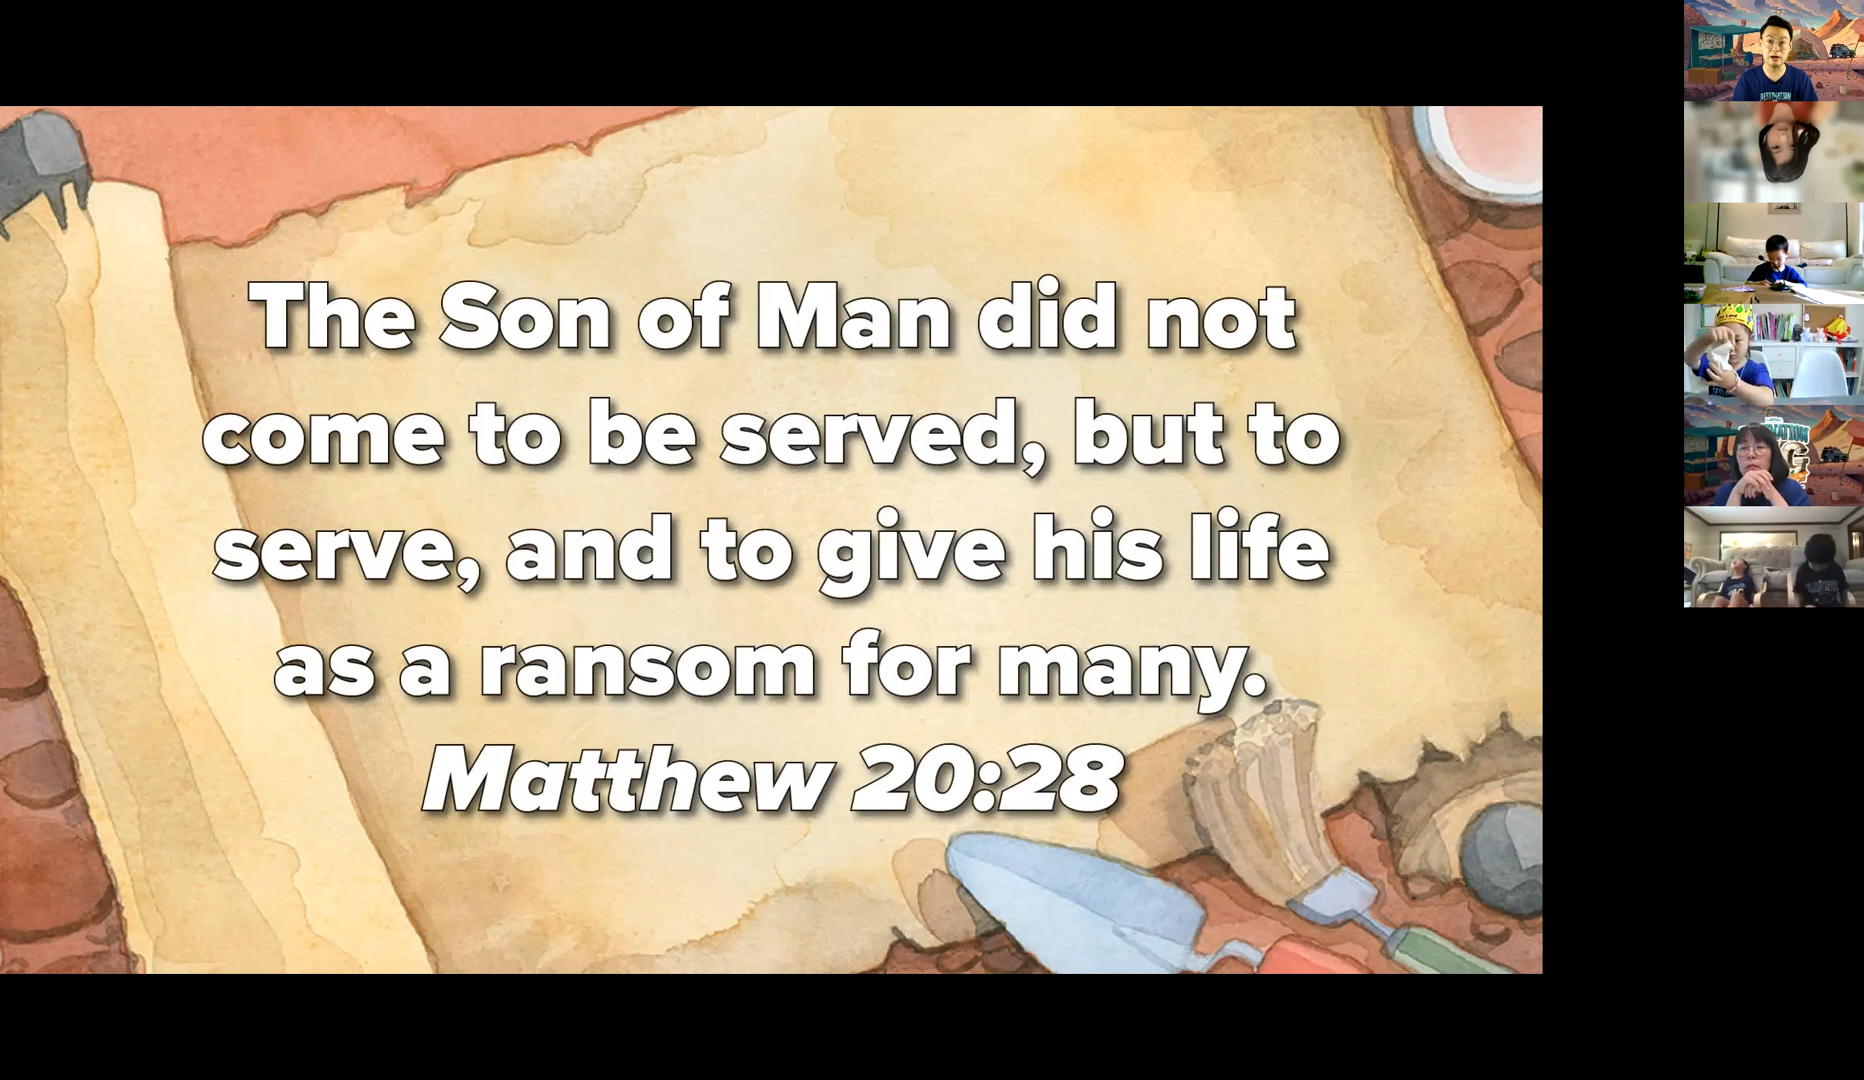 The Son of Man did not
come to be served, but to
serve, and to give his life
as a ransom for many.
Matthew 20:28